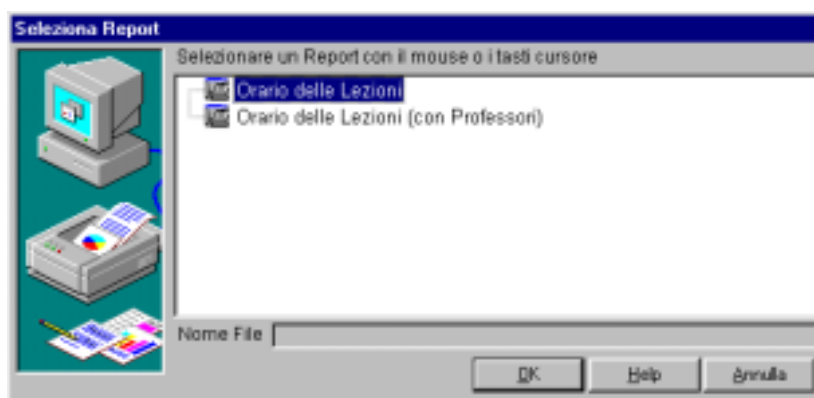 Seleziona Report
Selezionare un Report con il mouse o i tasti cursore
Orario delle Lezioni
Orario delle Lezioni (con Professori)
Nome File
OK
Help
Annulla